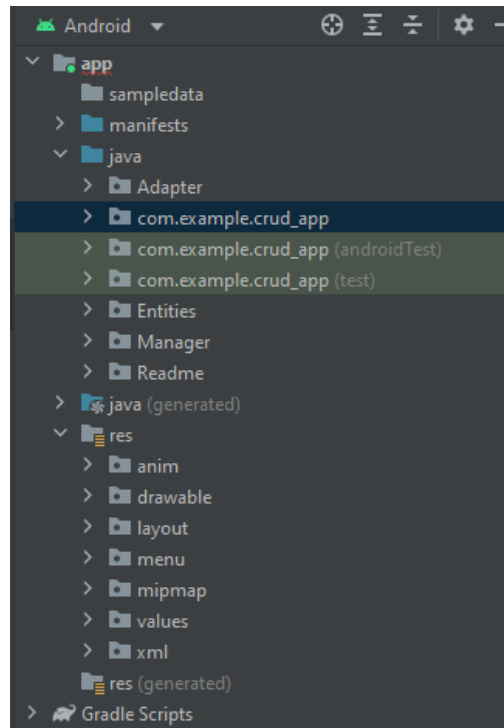 Android
app
sampledata
manifests
java
Adapter
com.example.crud_app
com.example.crud_app (androidTest)
com.example.crud_app (test)
Entities
Manager
Readme
java (generated)
res
anim
drawable
layout
menu
mipmap
values
xml
res (generated)
Gradle Scripts